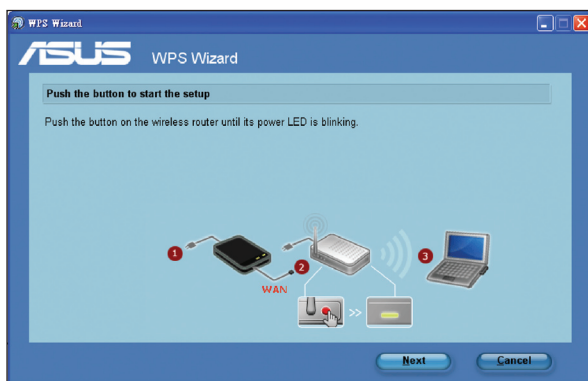 WPS Wizard
ASUS WPS Wizard
Push the button to start the setup
Push the button on the wireless router until its power LED is blinking.
1
2
3
WAN
>>
Next
Cancel